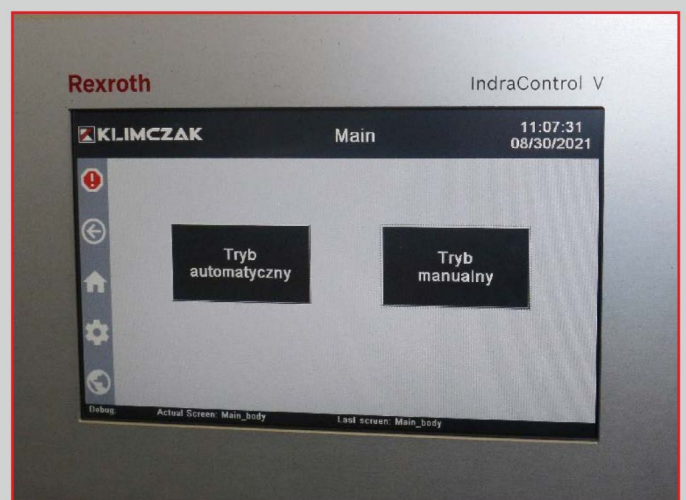 Rexroth
IndraControl V
KLIMCZAK
Main
11:07:31
08/30/2021
Tryb
automatyczny
Tryb
manualny
Debug.
Actual Screen: Main_body
Last screen: Main_body